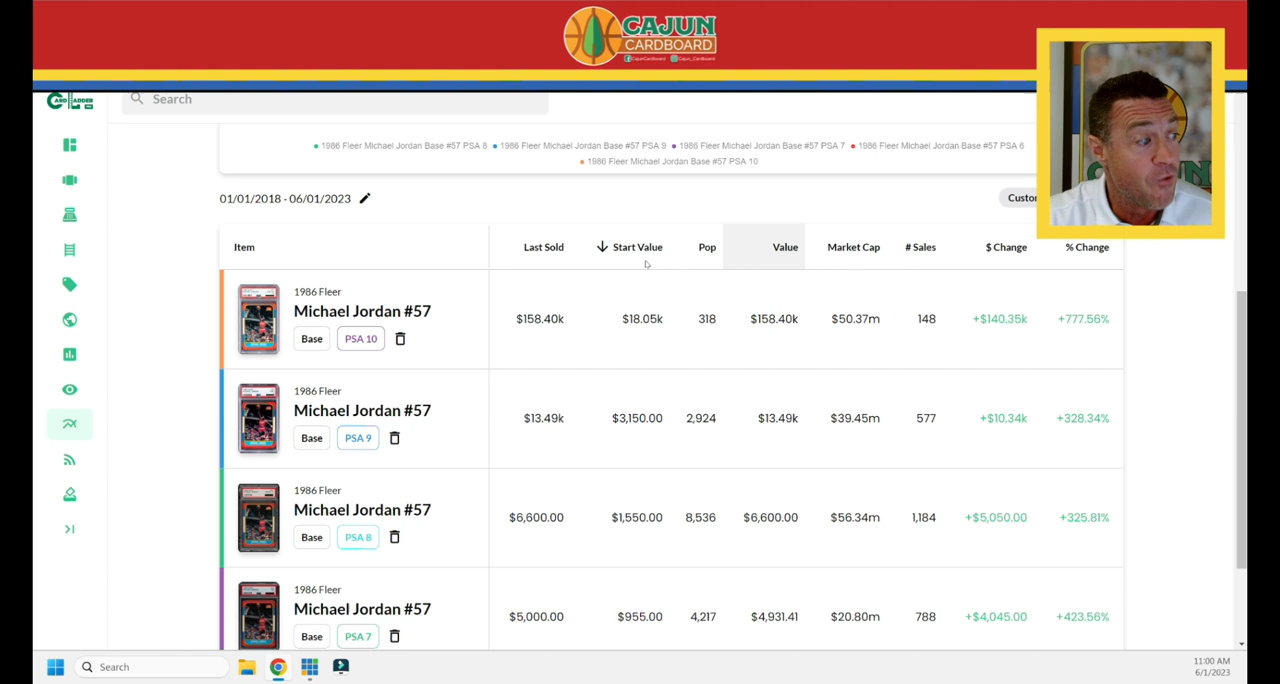 CAJUN
CARDBOARD
CajunCardboard Cajun_Cardboard
CARD LADDER
Search
1986 Fleer Michael Jordan Base #57 PSA 8 1986 Fleer Michael Jordan Base #57 PSA 9 1986 Fleer Michael Jordan Base #57 PSA 7 1986 Fleer Michael Jordan Base #57 PSA 6
1986 Fleer Michael Jordan Base #57 PSA 10
01/01/2018 - 06/01/2023 Custo
Item Last Sold Start Value Pop Value Market Cap # Sales $ Change % Change
1986 Fleer
Michael Jordan #57 $158.40k $18.05k 318 $158.40k $50.37m 148 +$140.35k +777.56%
Base PSA 10
1986 Fleer
Michael Jordan #57 $13.49k $3,150.00 2,924 $13.49k $39.45m 577 +$10.34k +328.34%
Base PSA 9
1986 Fleer
Michael Jordan #57 $6,600.00 $1,550.00 8,536 $6,600.00 $56.34m 1,184 +$5,050.00 +325.81%
Base PSA 8
1986 Fleer
Michael Jordan #57 $5,000.00 $955.00 4,217 $4,931.41 $20.80m 788 +$4,045.00 +423.56%
Base PSA 7
Search
11:00 AM
6/1/2023